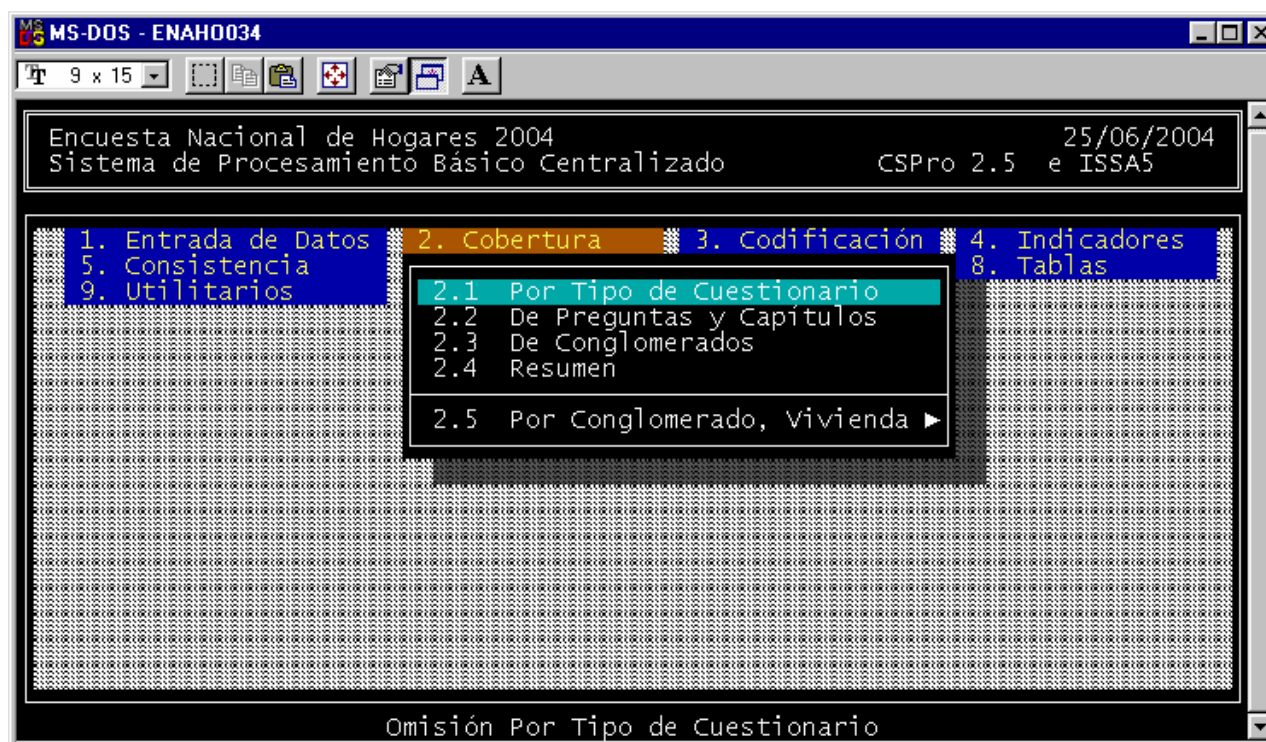 MS-DOS - ENAHO034
9 x 15
A
Encuesta Nacional de Hogares 2004 25/06/2004
Sistema de Procesamiento Básico Centralizado CSPro 2.5 e ISSA5
1. Entrada de Datos 2. Cobertura 3. Codificación 4. Indicadores
5. Consistencia 8. Tablas
9. Utilitarios
2.1 Por Tipo de Cuestionario
2.2 De Preguntas y Capítulos
2.3 De Conglomerados
2.4 Resumen
2.5 Por Conglomerado, Vivienda ►
Omisión Por Tipo de Cuestionario